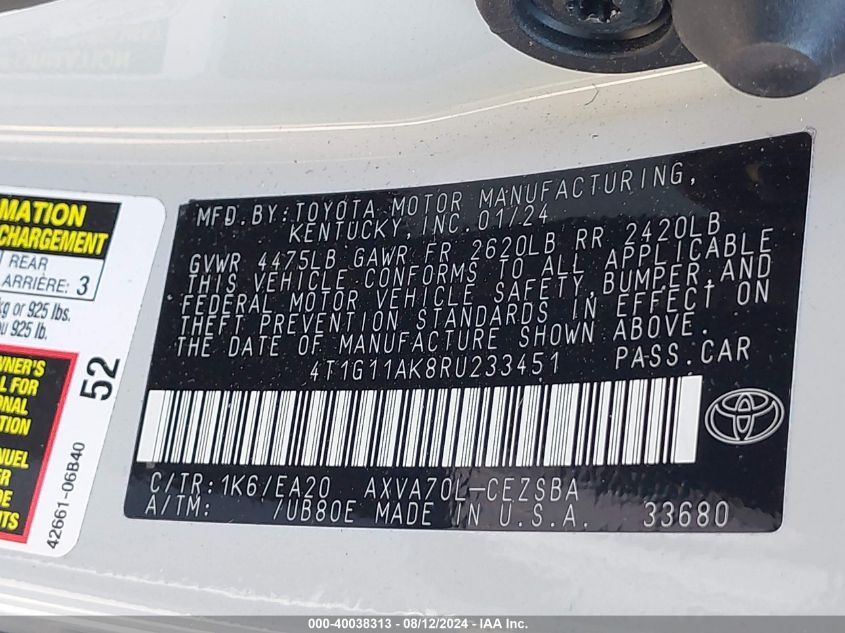 MFD. BY: TOYOTA MOTOR MANUFACTURING,
KENTUCKY, INC. 01/24
GVWR 4475LB GAWR FR 2620LB RR 2420LB
THIS VEHICLE CONFORMS TO ALL APPLICABLE
FEDERAL MOTOR VEHICLE SAFETY, BUMPER, AND
THEFT PREVENTION STANDARDS IN EFFECT ON
THE DATE OF MANUFACTURE SHOWN ABOVE.
4T1G11AK8RU233451 PASS.CAR
C/TR: 1K6/EA20 AXVA70L-CEZSBA
A/TM: /UB80E MADE IN U.S.A. 33680
MATION
CHARGEMENT
REAR
ARRIÈRE: 3
kg or 925 lbs.
ou 925 lb.
WNER'S
L FOR
ONAL
TION
NUEL
DE
NTS
52
42661-06B40
000-40038313 - 08/12/2024 - IAA Inc.